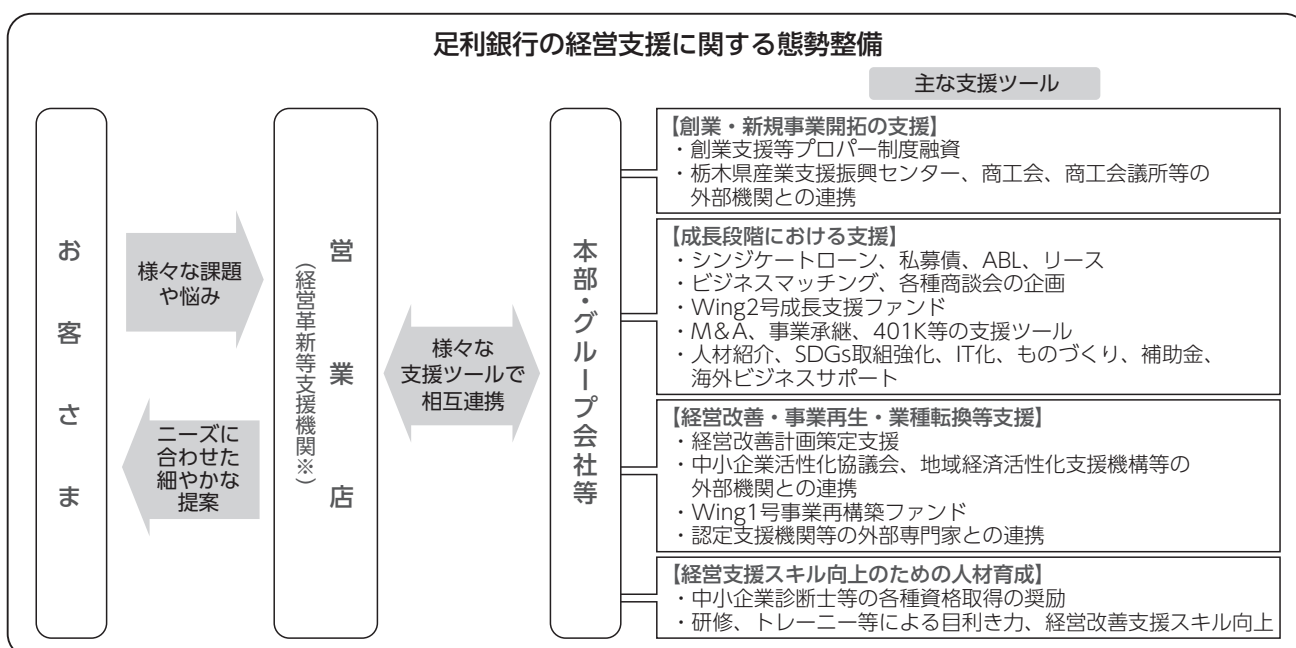 足利銀行の経営支援に関する態勢整備
主な支援ツール
お客さま
様々な課題
や悩み
ニーズに
合わせた
細やかな
提案
営業店
(経営革新等支援機関※)
様々な
支援ツールで
相互連携
本部・グループ会社等
【創業・新規事業開拓の支援】
・創業支援等プロパー制度融資
・栃木県産業支援振興センター、商工会、商工会議所等の
外部機関との連携
【成長段階における支援】
・シンジケートローン、私募債、ABL、リース
・ビジネスマッチング、各種商談会の企画
・Wing2号成長支援ファンド
・M&A、事業承継、401K等の支援ツール
・人材紹介、SDGs取組強化、IT化、ものづくり、補助金、
海外ビジネスサポート
【経営改善・事業再生・業種転換等支援】
・経営改善計画策定支援
・中小企業活性化協議会、地域経済活性化支援機構等の
外部機関との連携
・Wing1号事業再構築ファンド
・認定支援機関等の外部専門家との連携
【経営支援スキル向上のための人材育成】
・中小企業診断士等の各種資格取得の奨励
・研修、トレーニー等による目利き力、経営改善支援スキル向上